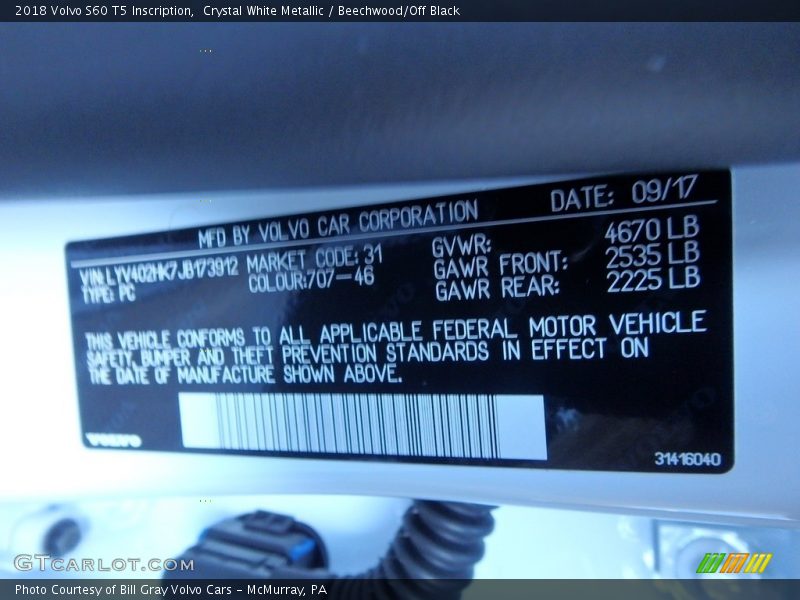 2018 Volvo S60 T5 Inscription,  Crystal White Metallic / Beechwood/Off Black
MFD BY VOLVO CAR CORPORATION DATE: 09/17
VIN: LYV402HK7JB173912 MARKET CODE: 31 GVWR: 4670 LB
TYPE: PC COLOUR:707-46 GAWR FRONT: 2535 LB
GAWR REAR: 2225 LB
THIS VEHICLE CONFORMS TO ALL APPLICABLE FEDERAL MOTOR VEHICLE
SAFETY, BUMPER AND THEFT PREVENTION STANDARDS IN EFFECT ON
THE DATE OF MANUFACTURE SHOWN ABOVE.
VOLVO
31416040
GTCARLOT.COM
Photo Courtesy of Bill Gray Volvo Cars - McMurray, PA